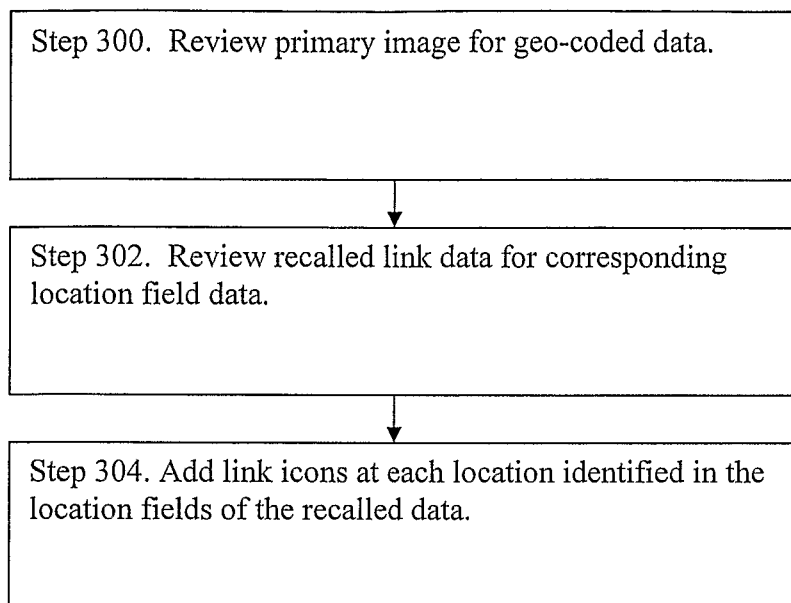 Step 300. Review primary image for geo-coded data.
Step 302. Review recalled link data for corresponding
location field data.
Step 304. Add link icons at each location identified in the
location fields of the recalled data.